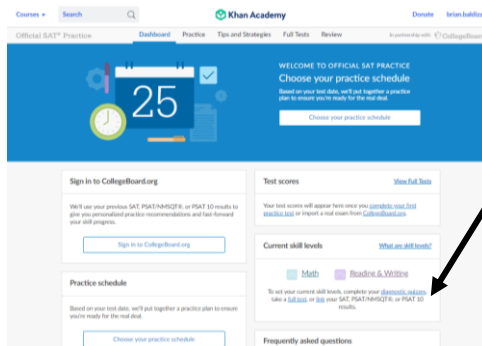 Courses
Search
Khan Academy
Donate
Official SAT® Practice
Dashboard
Practice
Tips and Strategies
Full Tests
Review
In partnership with
CollegeBoard
25
WELCOME TO OFFICIAL SAT PRACTICE
Choose your practice schedule
Based on your test date, we'll put together a practice
plan to ensure you're ready for the real deal.
Choose your practice schedule
Sign in to CollegeBoard.org
We'll use your previous SAT, PSAT/NMSQT®, or PSAT 10 results to
give you personalized practice recommendations and fast-forward
your skill progress.
Sign in to CollegeBoard.org
Practice schedule
Based on your test date, we'll put together a practice plan to ensure
you're ready for the real deal.
Choose your practice schedule
Test scores
View Full Tests
Your test scores will appear here once you complete your first
practice test or import a real exam from CollegeBoard.org.
Current skill levels
What are skill levels?
Math
Reading & Writing
To set your current skill levels, complete your diagnostic quizzes,
take a full test, or link your SAT, PSAT/NMSQT®, or PSAT 10
results.
Frequently asked questions